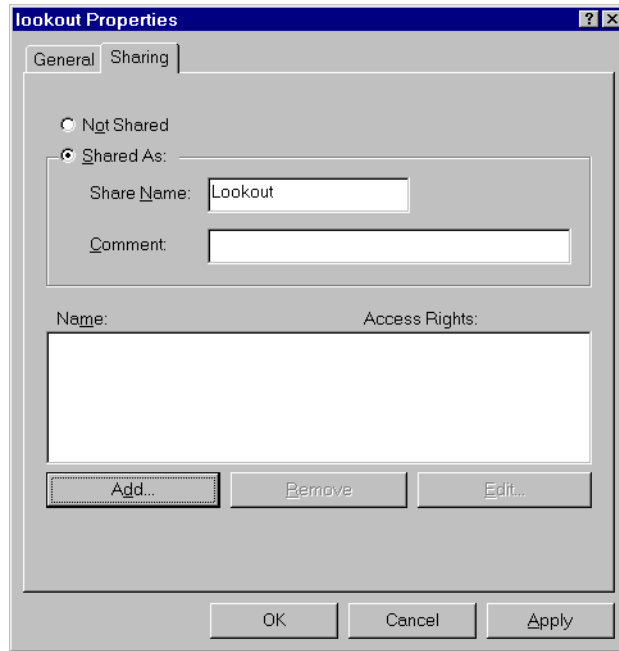 lookout Properties
General Sharing
Not Shared
Shared As:
Share Name: Lookout
Comment:
Name: Access Rights:
Add... Remove Edit...
OK Cancel Apply